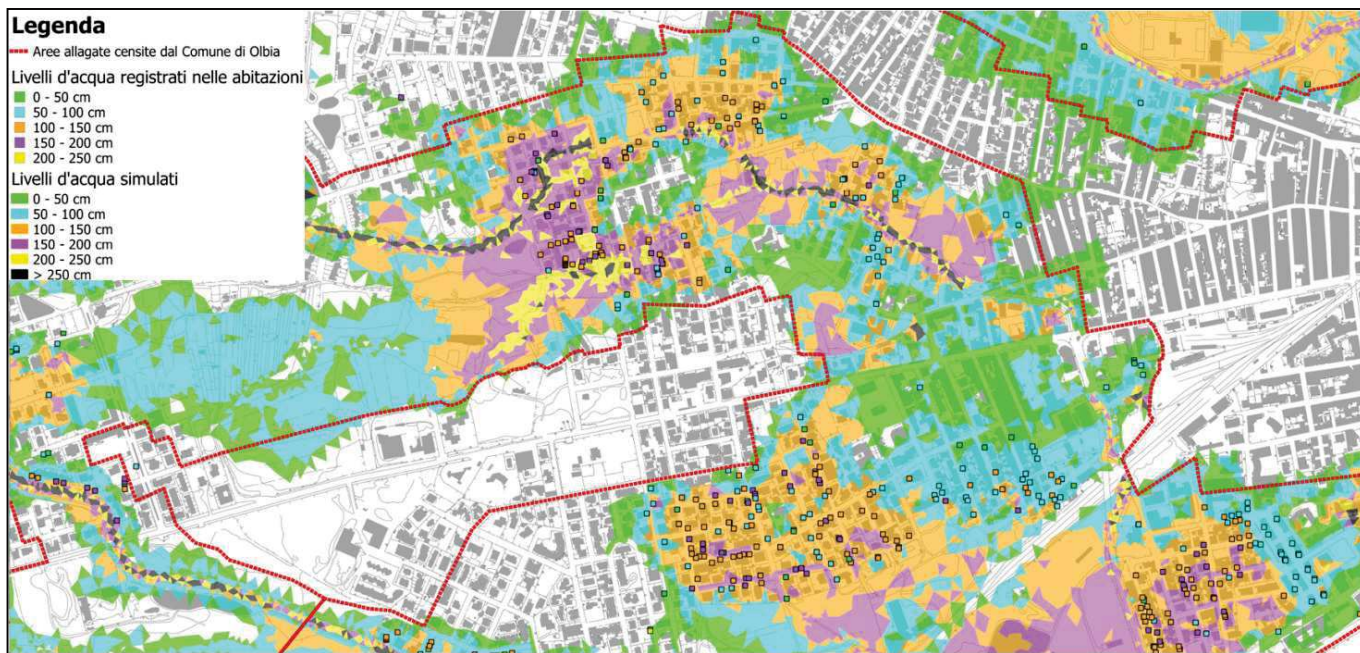 Legenda
Aree allagate censite dal Comune di Olbia
Livelli d'acqua registrati nelle abitazioni
0 - 50 cm
50 - 100 cm
100 - 150 cm
150 - 200 cm
200 - 250 cm
Livelli d'acqua simulati
0 - 50 cm
50 - 100 cm
100 - 150 cm
150 - 200 cm
200 - 250 cm
> 250 cm